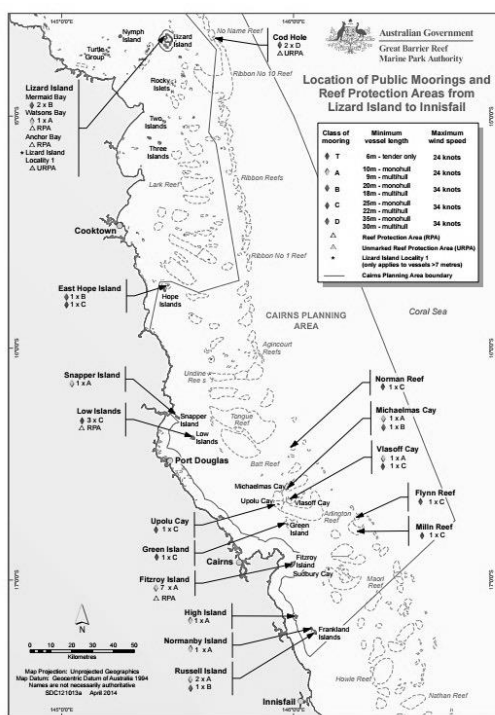 145°0'0"E
146°0'0"E
Australian Government
Great Barrier Reef
Marine Park Authority
Location of Public Moorings and
Reef Protection Areas from
Lizard Island to Innisfail
Class of mooring
Minimum vessel length
Maximum wind speed
T
6m - tender only
24 knots
A
10m - monohull
9m - multihull
24 knots
B
20m - monohull
18m - multihull
34 knots
C
25m - monohull
22m - multihull
34 knots
D
35m - monohull
30m - multihull
34 knots
Reef Protection Area (RPA)
Unmarked Reef Protection Area (URPA)
Lizard Island Locality 1
(only applies to vessels >7 metres)
Cairns Planning Area boundary
Nymph Island
Lizard Island
Turtle Group
No Name Reef
Cod Hole
2 x D
URPA
Ribbon No 10 Reef
Lizard Island
Mermaid Bay
2 x B
Watsons Bay
1 x A
RPA
Anchor Bay
RPA
Lizard Island
Locality 1
URPA
Rocky Islets
Two Islands
Three Islands
Lark Reef
Ribbon Reefs
Cooktown
Ribbon No 1 Reef
East Hope Island
1 x B
1 x C
Hope Islands
CAIRNS PLANNING
AREA
Coral Sea
Agincourt Reefs
Snapper Island
1 x A
Snapper Island
Low Islands
3 x C
RPA
Low Islands
Tongue Reef
Port Douglas
Batt Reef
Norman Reef
1 x C
Michaelmas Cay
1 x A
1 x B
Vlasoff Cay
1 x A
1 x C
Michaelmas Cay
Upolu Cay
Vlasoff Cay
Flynn Reef
1 x C
Arlington Reef
Milln Reef
1 x C
Upolu Cay
1 x C
Green Island
1 x C
Green Island
Cairns
Fitzroy Island
7 x A
RPA
Fitzroy Island
Sudbury Cay
Maori Reef
High Island
1 x A
Normanby Island
1 x A
Frankland Islands
Russell Island
2 x A
1 x B
Howie Reef
Nathan Reef
Innisfail
N
0 10 20 30 40 50
Kilometres
Map Projection: Unprojected Geographics
Map Datum: Geocentric Datum of Australia 1994
Names are not necessarily authoritative
SDC121013a April 2014